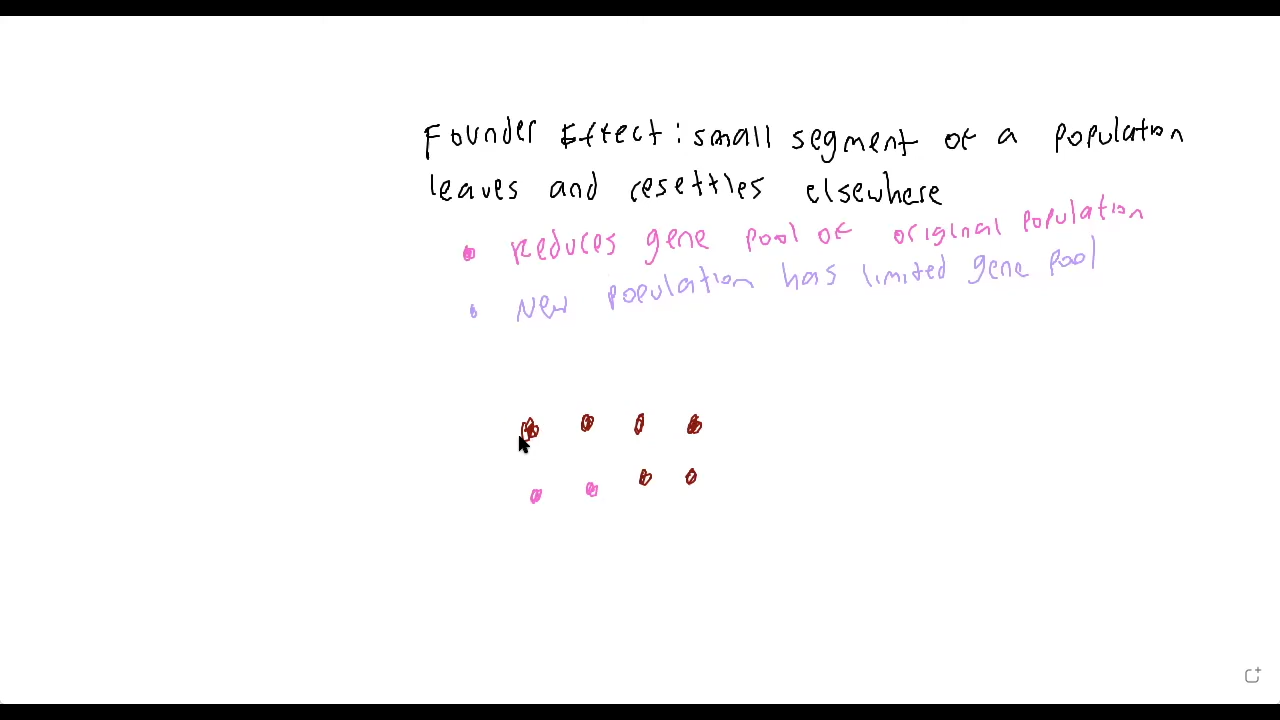 Founder Effect: small segment of a population
leaves and resettles elsewhere
• Reduces gene pool of original population
• New population has limited gene pool